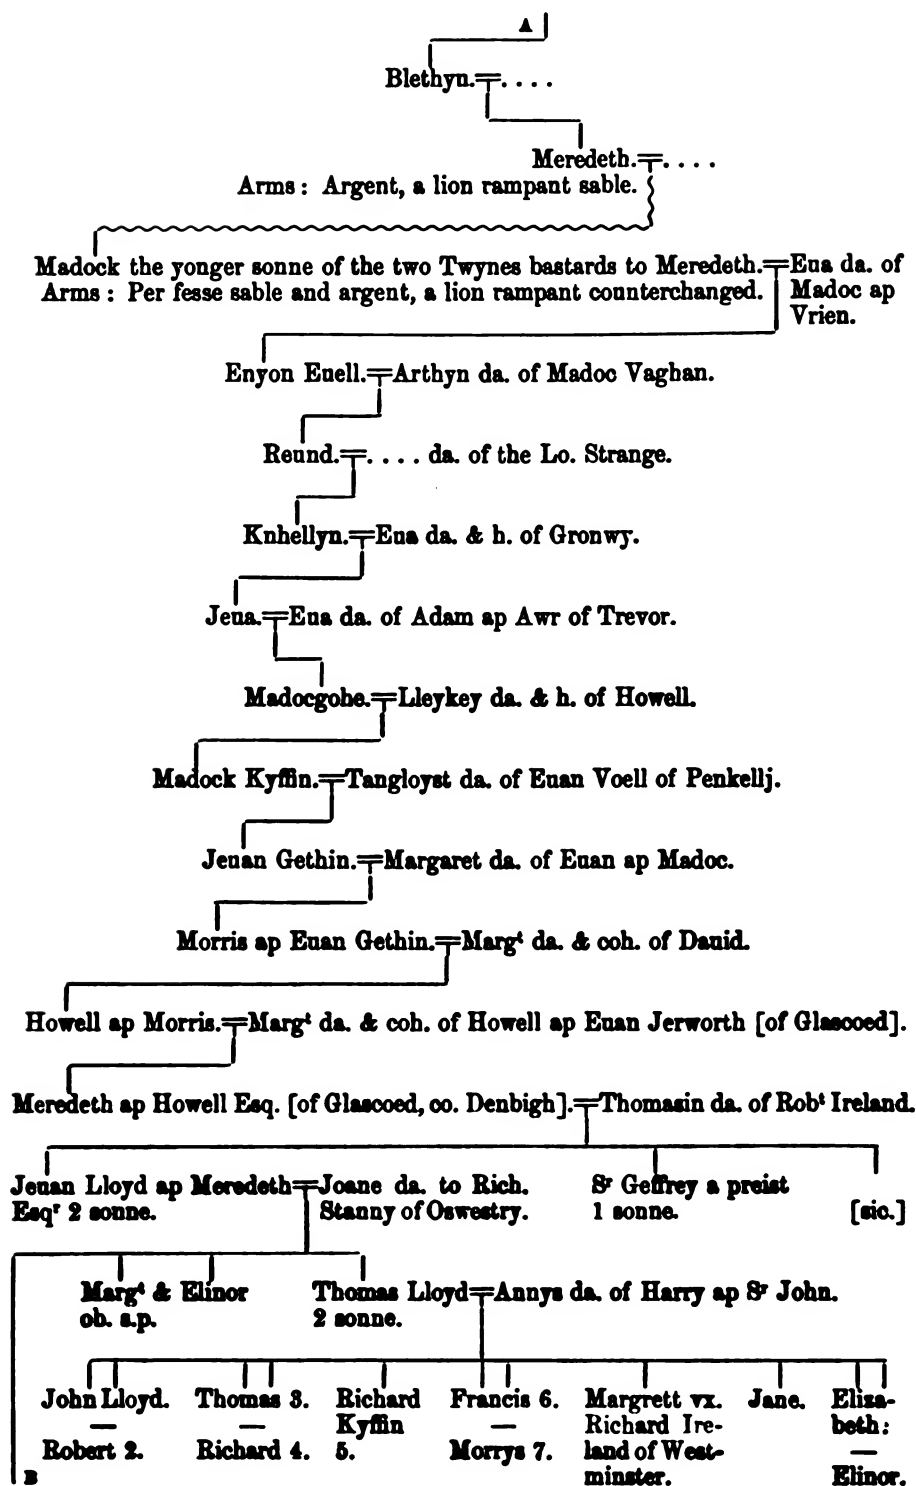 A
Blethyn.=. . . .
Meredeth.=. . . .
Arms : Argent, a lion rampant sable.
Madock the yonger sonne of the two Twynes bastards to Meredeth.=Eua da. of
Arms : Per fesse sable and argent, a lion rampant counterchanged. Madoc ap
Vrien.
Enyon Euell.=Arthyn da. of Madoc Vaghan.
Reund.=. . . . da. of the Lo. Strange.
Knhellyn.=Eua da. & h. of Gronwy.
Jeua.=Eua da. of Adam ap Awr of Trevor.
Madocgohe.=Lleykey da. & h. of Howell.
Madock Kyffin.=Tangloyst da. of Euan Voell of Penkellj.
Jeuan Gethin.=Margaret da. of Euan ap Madoc.
Morris ap Euan Gethin.=Margᵗ da. & coh. of Dauid.
Howell ap Morris.=Margᵗ da. & coh. of Howell ap Euan Jerworth [of Glascoed].
Meredeth ap Howell Esq. [of Glascoed, co. Denbigh].=Thomasin da. of Robᵗ Ireland.
Jeuan Lloyd ap Meredeth=Joane da. to Rich. Sʳ Geffrey a preist
Esqʳ 2 sonne. Stanny of Oswestry. 1 sonne. [sic.]
Margᵗ & Elinor Thomas Lloyd=Annys da. of Harry ap Sʳ John.
ob. s.p. 2 sonne.
John Lloyd. Thomas 3. Richard Francis 6. Margrett vx. Jane. Eliza-
— — Kyffin — Richard Ire- beth:
Robert 2. Richard 4. 5. Morrys 7. land of West- —
B minster. Elinor.